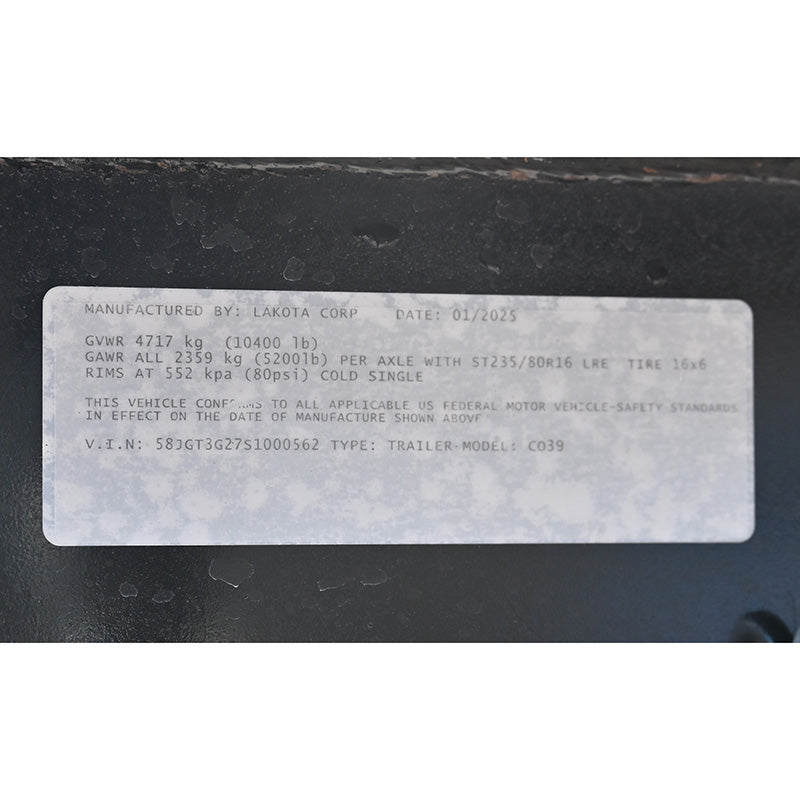 MANUFACTURED BY: LAKOTA CORP DATE: 01/2025
GVWR 4717 kg (10400 lb)
GAWR ALL 2359 kg (5200lb) PER AXLE WITH ST235/80R16 LRE TIRE 16x6
RIMS AT 552 kpa (80psi) COLD SINGLE
THIS VEHICLE CONFORMS TO ALL APPLICABLE US FEDERAL MOTOR VEHICLE-SAFETY STANDARDS
IN EFFECT ON THE DATE OF MANUFACTURE SHOWN ABOVE
V.I.N: 58JGT3G27S1000562 TYPE: TRAILER-MODEL: CO39